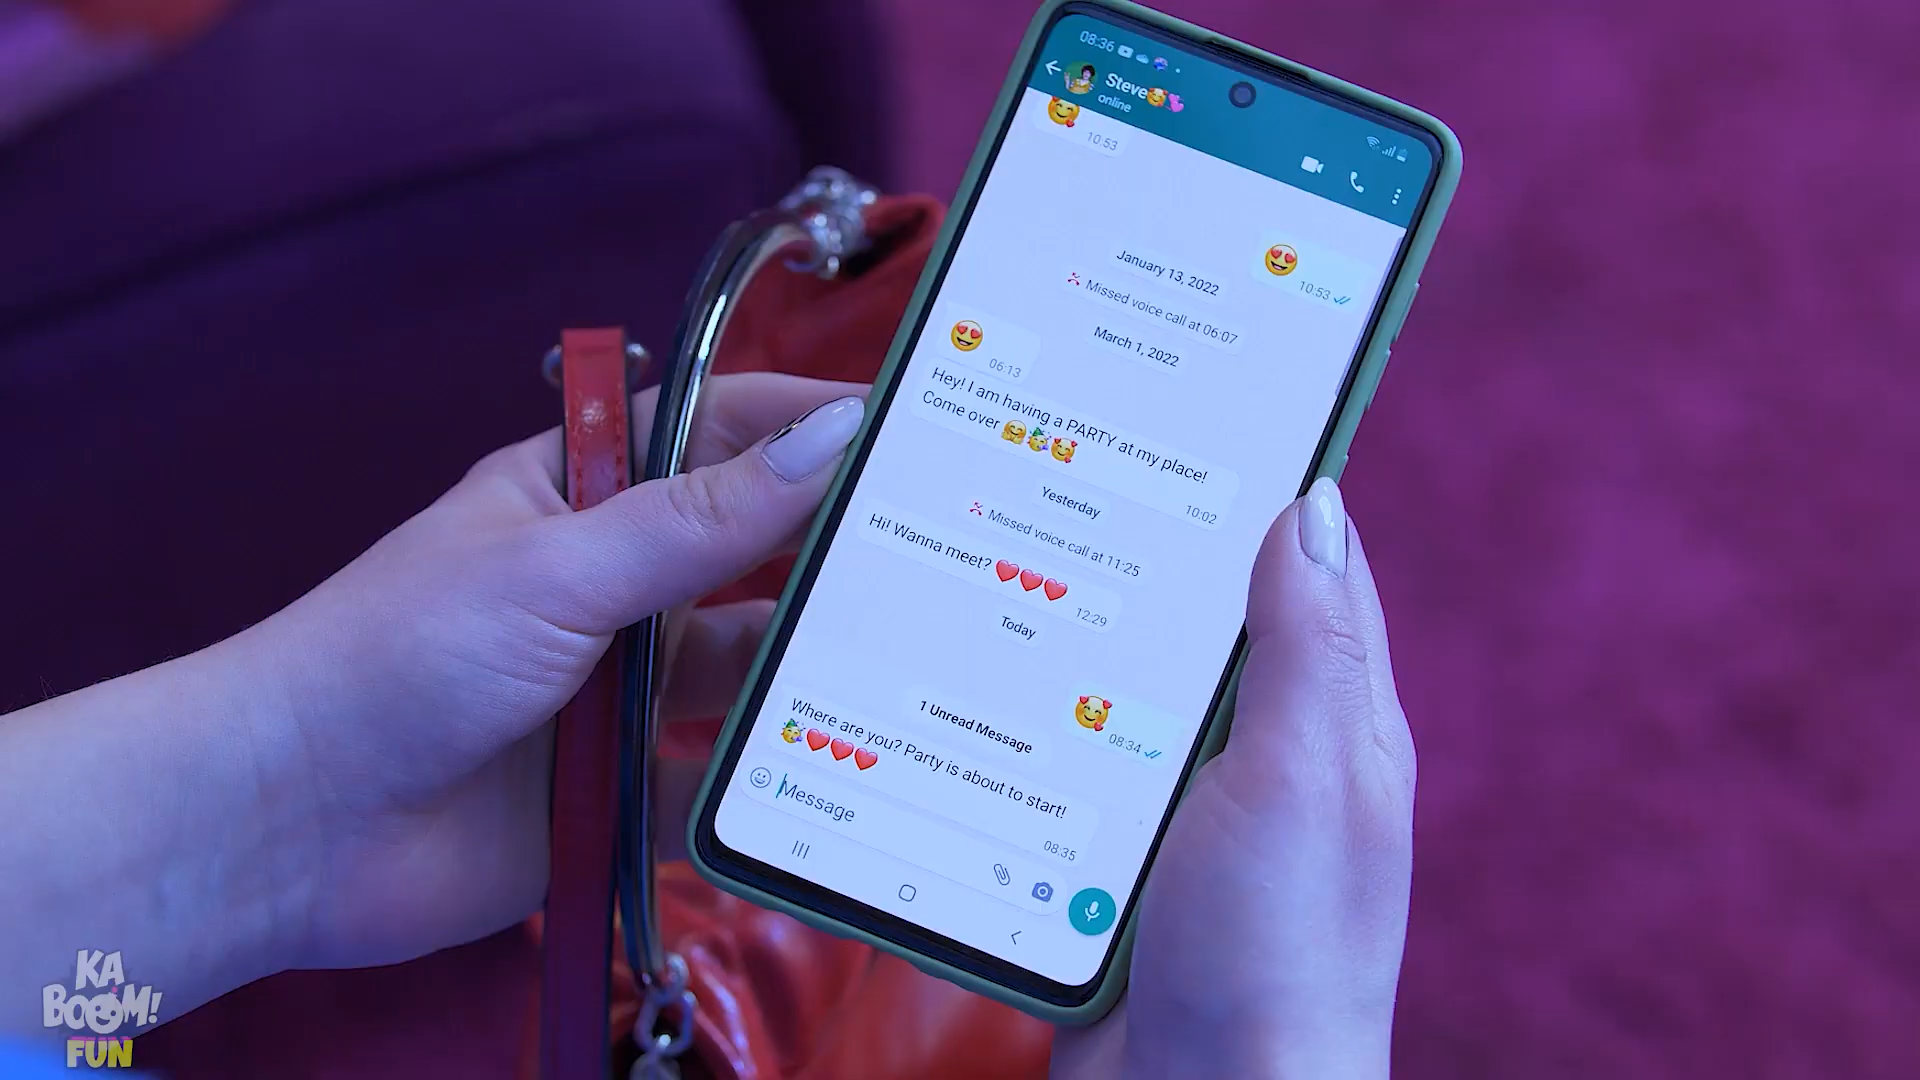 08:36
Steve🥰💕
online
🥰
10:53
😍
10:53
January 13, 2022
Missed voice call at 06:07
March 1, 2022
😍
06:13
Hey! I am having a PARTY at my place!
Come over 🤗🥳🥰
10:02
Yesterday
Missed voice call at 11:25
Hi! Wanna meet? ❤️❤️❤️
12:29
Today
🥰
08:34
1 Unread Message
Where are you? Party is about to start!
🥳❤️❤️❤️
08:35
Message
KA
BOOM!
FUN